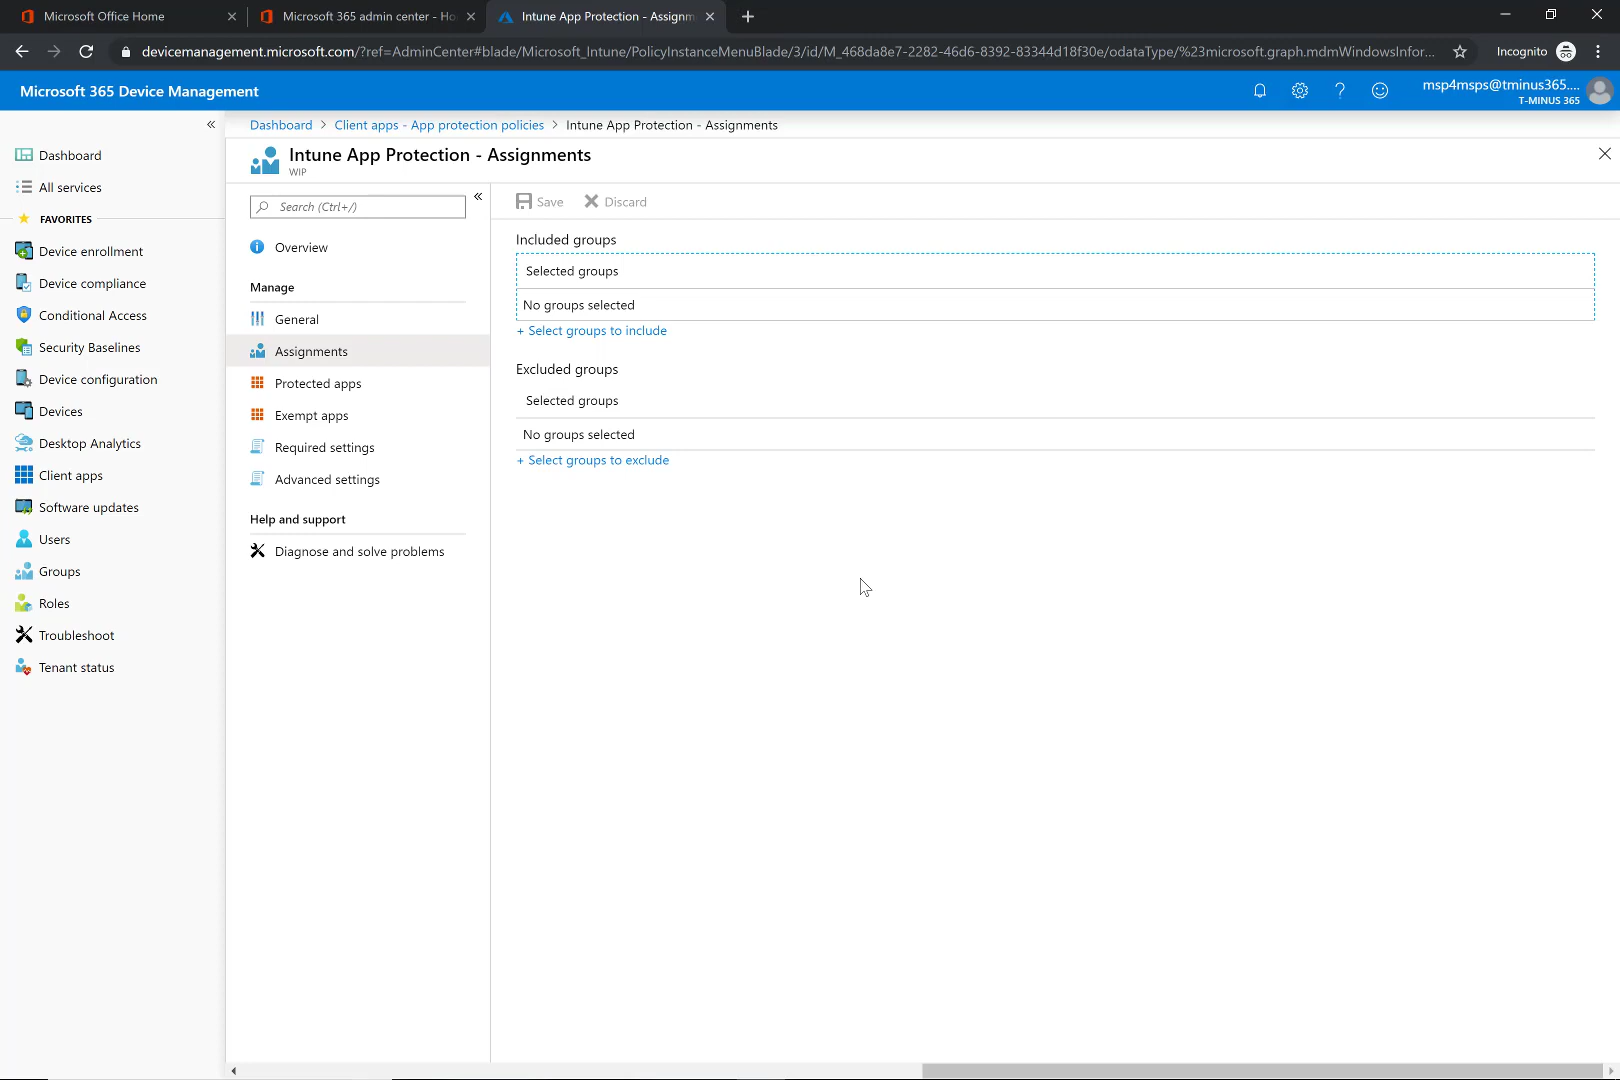 Microsoft Office Home
Microsoft 365 admin center - Ho
Intune App Protection - Assignm
devicemanagement.microsoft.com/?ref=AdminCenter#blade/Microsoft_Intune/PolicyInstanceMenuBlade/3/id/M_468da8e7-2282-46d6-8392-83344d18f30e/odataType/%23microsoft.graph.mdmWindowsInfor...
Incognito
Microsoft 365 Device Management
msp4msps@tminus365....
T-MINUS 365
Dashboard > Client apps - App protection policies > Intune App Protection - Assignments
Intune App Protection - Assignments
WIP
Dashboard
All services
FAVORITES
Device enrollment
Device compliance
Conditional Access
Security Baselines
Device configuration
Devices
Desktop Analytics
Client apps
Software updates
Users
Groups
Roles
Troubleshoot
Tenant status
Search (Ctrl+/)
Overview
Manage
General
Assignments
Protected apps
Exempt apps
Required settings
Advanced settings
Help and support
Diagnose and solve problems
Save
Discard
Included groups
Selected groups
No groups selected
+ Select groups to include
Excluded groups
Selected groups
No groups selected
+ Select groups to exclude